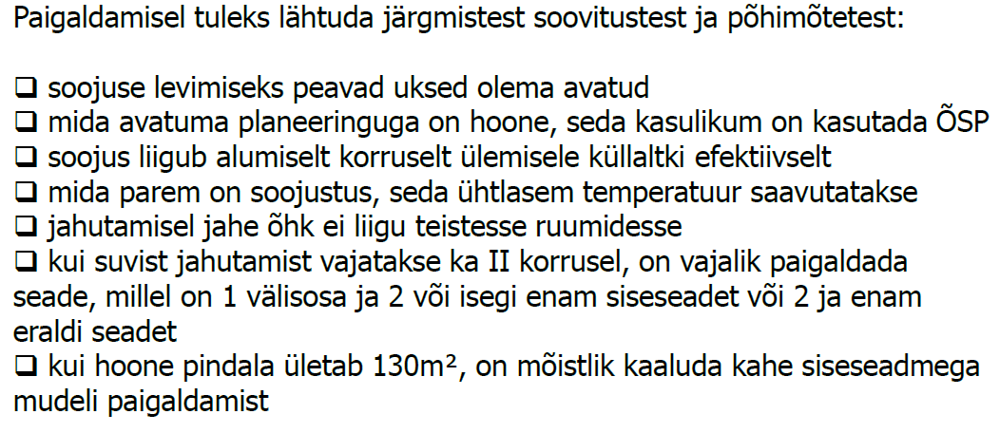 Paigaldamisel tuleks lähtuda järgmistest soovitustest ja põhimõtetest:
❑ soojuse levimiseks peavad uksed olema avatud
❑ mida avatuma planeeringuga on hoone, seda kasulikum on kasutada ÕSP
❑ soojus liigub alumiselt korruselt ülemisele küllaltki efektiivselt
❑ mida parem on soojustus, seda ühtlasem temperatuur saavutatakse
❑ jahutamisel jahe õhk ei liigu teistesse ruumidesse
❑ kui suvist jahutamist vajatakse ka II korrusel, on vajalik paigaldada
seade, millel on 1 välisosa ja 2 või isegi enam siseseadet või 2 ja enam
eraldi seadet
❑ kui hoone pindala ületab 130m², on mõistlik kaaluda kahe siseseadmega
mudeli paigaldamist